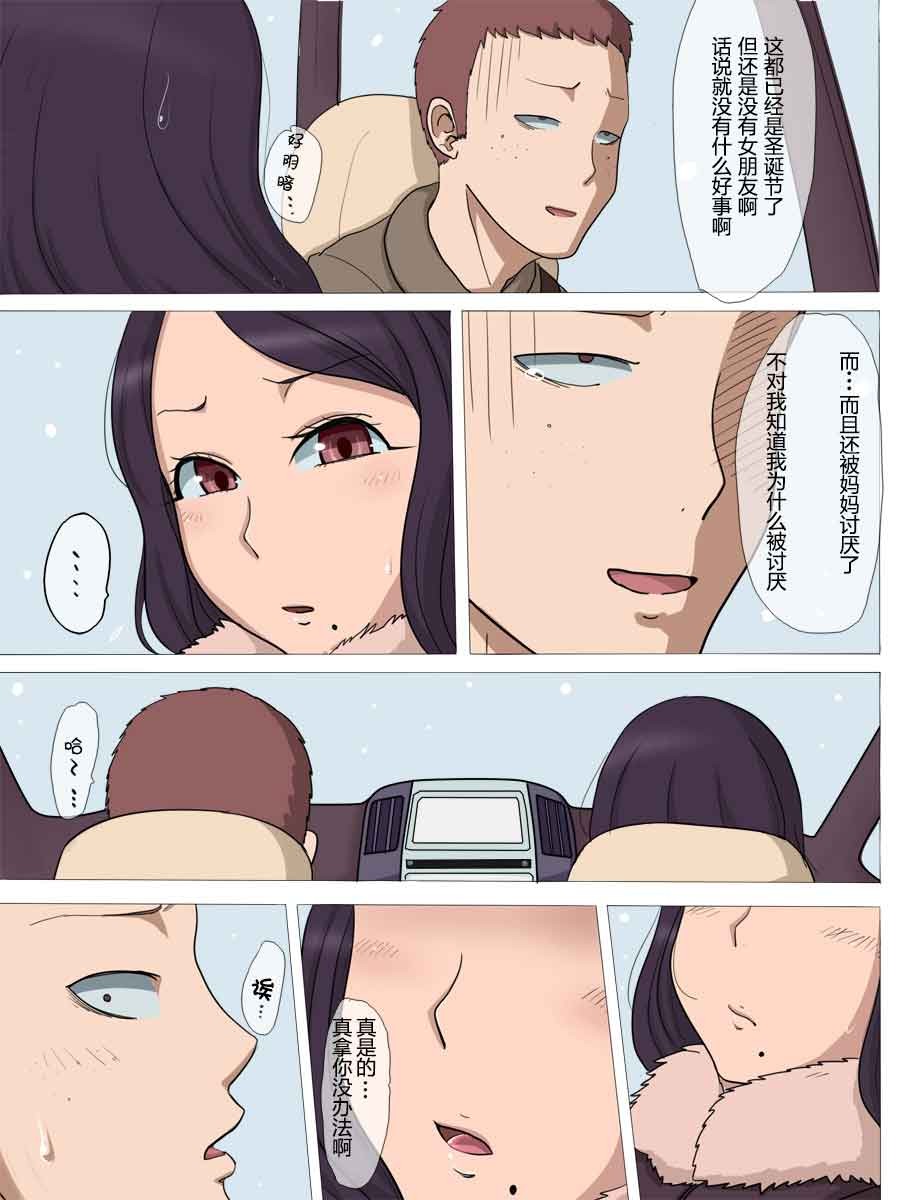 这都已经是圣诞节了
但还是没有女朋友啊
话说就没有什么好事啊
好阴暗…
而…而且还被妈妈讨厌了
不对我知道我为什么被讨厌
……
哈～…
真是的…
真拿你没办法啊
诶…